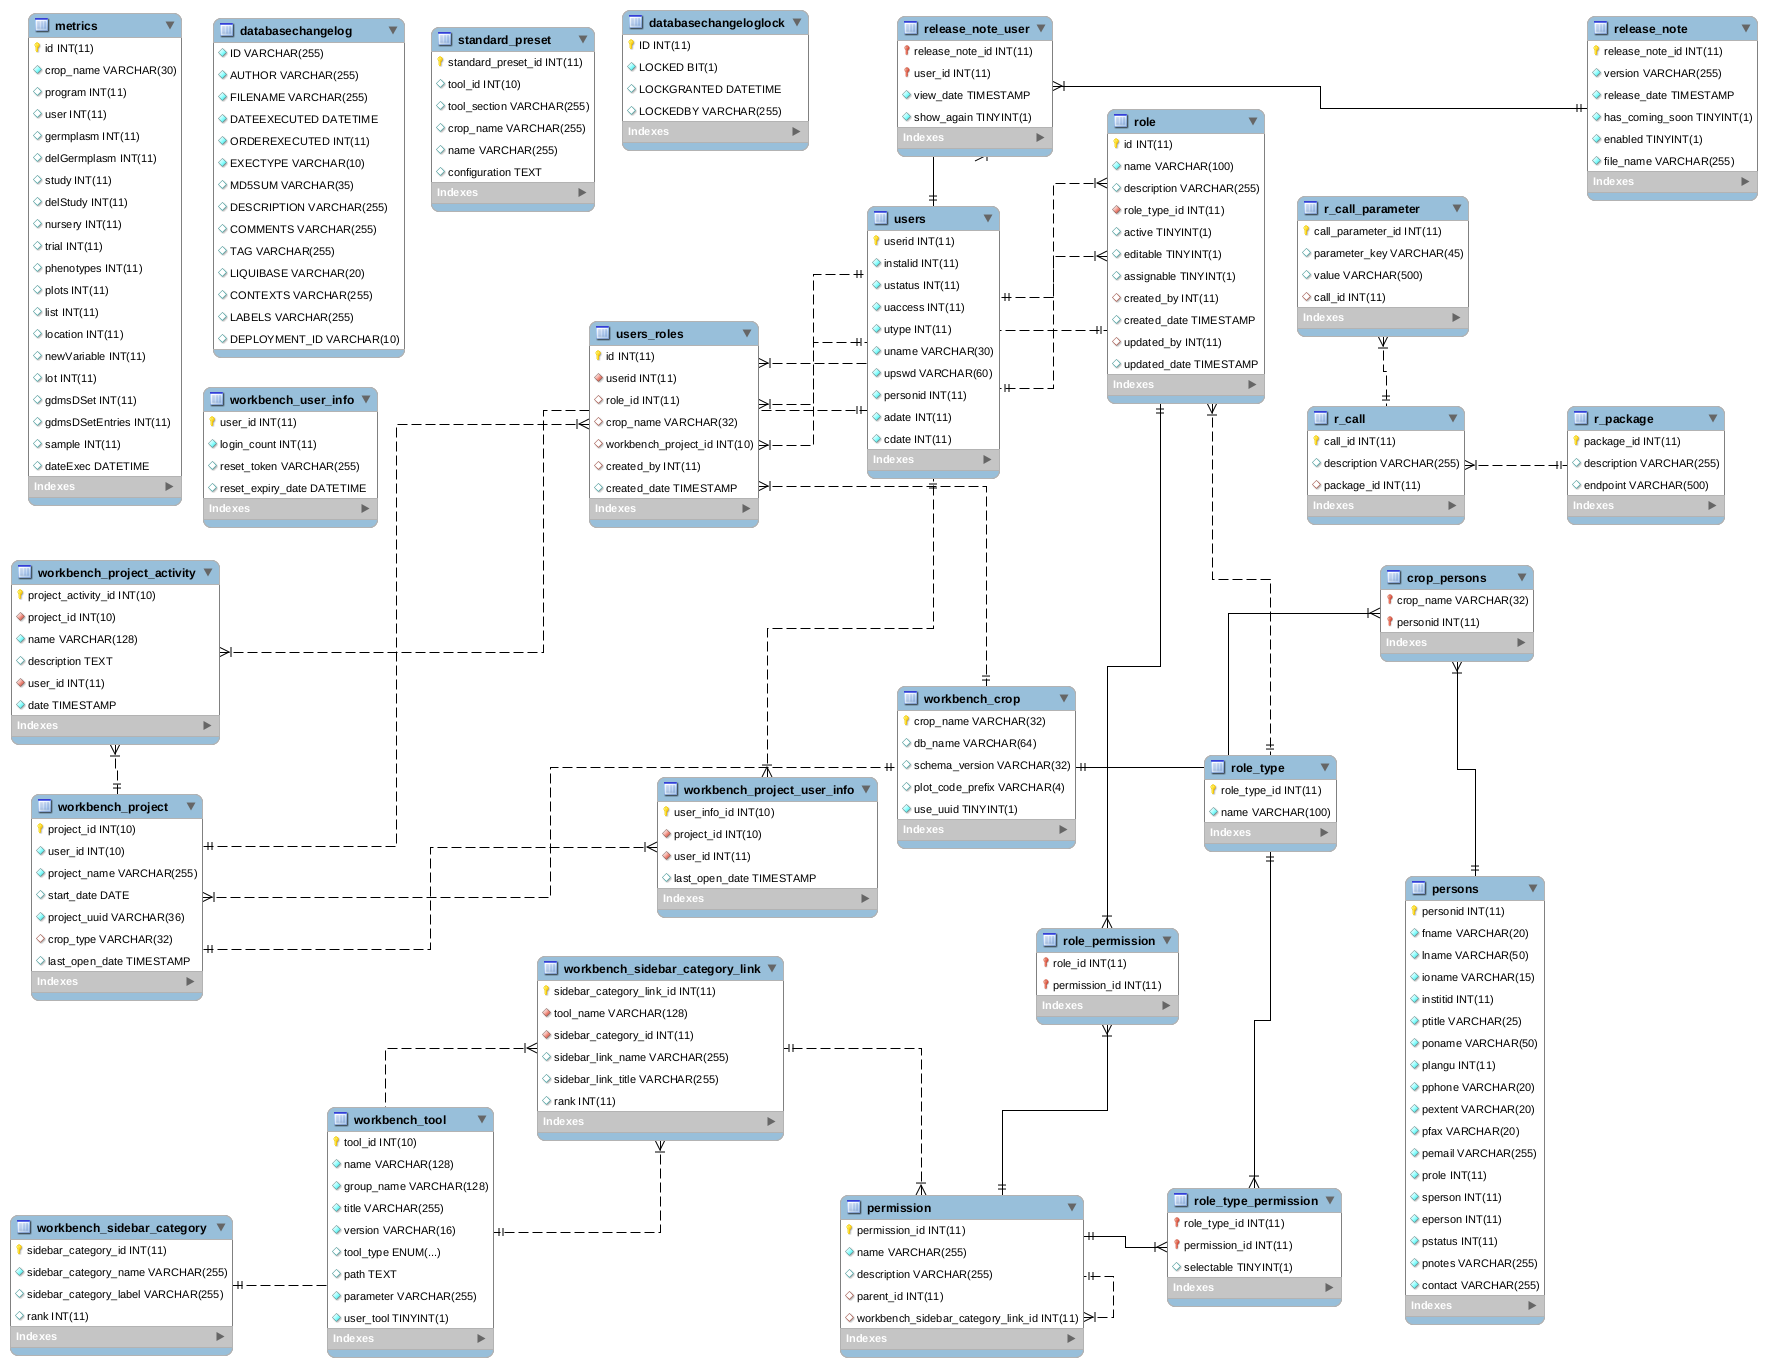 metrics
id INT(11)
crop_name VARCHAR(30)
program INT(11)
user INT(11)
germplasm INT(11)
delGermplasm INT(11)
study INT(11)
delStudy INT(11)
nursery INT(11)
trial INT(11)
phenotypes INT(11)
plots INT(11)
list INT(11)
location INT(11)
newVariable INT(11)
lot INT(11)
gdmsDSet INT(11)
gdmsDSetEntries INT(11)
sample INT(11)
dateExec DATETIME
Indexes
databasechangelog
ID VARCHAR(255)
AUTHOR VARCHAR(255)
FILENAME VARCHAR(255)
DATEEXECUTED DATETIME
ORDEREXECUTED INT(11)
EXECTYPE VARCHAR(10)
MD5SUM VARCHAR(35)
DESCRIPTION VARCHAR(255)
COMMENTS VARCHAR(255)
TAG VARCHAR(255)
LIQUIBASE VARCHAR(20)
CONTEXTS VARCHAR(255)
LABELS VARCHAR(255)
DEPLOYMENT_ID VARCHAR(10)
standard_preset
standard_preset_id INT(11)
tool_id INT(10)
tool_section VARCHAR(255)
crop_name VARCHAR(255)
name VARCHAR(255)
configuration TEXT
Indexes
databasechangeloglock
ID INT(11)
LOCKED BIT(1)
LOCKGRANTED DATETIME
LOCKEDBY VARCHAR(255)
Indexes
release_note_user
release_note_id INT(11)
user_id INT(11)
view_date TIMESTAMP
show_again TINYINT(1)
Indexes
release_note
release_note_id INT(11)
version VARCHAR(255)
release_date TIMESTAMP
has_coming_soon TINYINT(1)
enabled TINYINT(1)
file_name VARCHAR(255)
Indexes
role
id INT(11)
name VARCHAR(100)
description VARCHAR(255)
role_type_id INT(11)
active TINYINT(1)
editable TINYINT(1)
assignable TINYINT(1)
created_by INT(11)
created_date TIMESTAMP
updated_by INT(11)
updated_date TIMESTAMP
Indexes
users
userid INT(11)
instalid INT(11)
ustatus INT(11)
uaccess INT(11)
utype INT(11)
uname VARCHAR(30)
upswd VARCHAR(60)
personid INT(11)
adate INT(11)
cdate INT(11)
Indexes
r_call_parameter
call_parameter_id INT(11)
parameter_key VARCHAR(45)
value VARCHAR(500)
call_id INT(11)
Indexes
users_roles
id INT(11)
userid INT(11)
role_id INT(11)
crop_name VARCHAR(32)
workbench_project_id INT(10)
created_by INT(11)
created_date TIMESTAMP
Indexes
workbench_user_info
user_id INT(11)
login_count INT(11)
reset_token VARCHAR(255)
reset_expiry_date DATETIME
Indexes
r_call
call_id INT(11)
description VARCHAR(255)
package_id INT(11)
Indexes
r_package
package_id INT(11)
description VARCHAR(255)
endpoint VARCHAR(500)
Indexes
workbench_project_activity
project_activity_id INT(10)
project_id INT(10)
name VARCHAR(128)
description TEXT
user_id INT(11)
date TIMESTAMP
Indexes
crop_persons
crop_name VARCHAR(32)
personid INT(11)
Indexes
workbench_crop
crop_name VARCHAR(32)
db_name VARCHAR(64)
schema_version VARCHAR(32)
plot_code_prefix VARCHAR(4)
use_uuid TINYINT(1)
Indexes
role_type
role_type_id INT(11)
name VARCHAR(100)
Indexes
workbench_project
project_id INT(10)
user_id INT(10)
project_name VARCHAR(255)
start_date DATE
project_uuid VARCHAR(36)
crop_type VARCHAR(32)
last_open_date TIMESTAMP
Indexes
workbench_project_user_info
user_info_id INT(10)
project_id INT(10)
user_id INT(11)
last_open_date TIMESTAMP
Indexes
persons
personid INT(11)
fname VARCHAR(20)
lname VARCHAR(50)
ioname VARCHAR(15)
institid INT(11)
ptitle VARCHAR(25)
poname VARCHAR(50)
plangu INT(11)
pphone VARCHAR(20)
pextent VARCHAR(20)
pfax VARCHAR(20)
pemail VARCHAR(255)
prole INT(11)
sperson INT(11)
eperson INT(11)
pstatus INT(11)
pnotes VARCHAR(255)
contact VARCHAR(255)
Indexes
role_permission
role_id INT(11)
permission_id INT(11)
Indexes
workbench_sidebar_category_link
sidebar_category_link_id INT(11)
tool_name VARCHAR(128)
sidebar_category_id INT(11)
sidebar_link_name VARCHAR(255)
sidebar_link_title VARCHAR(255)
rank INT(11)
Indexes
workbench_tool
tool_id INT(10)
name VARCHAR(128)
group_name VARCHAR(128)
title VARCHAR(255)
version VARCHAR(16)
tool_type ENUM(...)
path TEXT
parameter VARCHAR(255)
user_tool TINYINT(1)
Indexes
workbench_sidebar_category
sidebar_category_id INT(11)
sidebar_category_name VARCHAR(255)
sidebar_category_label VARCHAR(255)
rank INT(11)
Indexes
permission
permission_id INT(11)
name VARCHAR(255)
description VARCHAR(255)
parent_id INT(11)
workbench_sidebar_category_link_id INT(11)
Indexes
role_type_permission
role_type_id INT(11)
permission_id INT(11)
selectable TINYINT(1)
Indexes